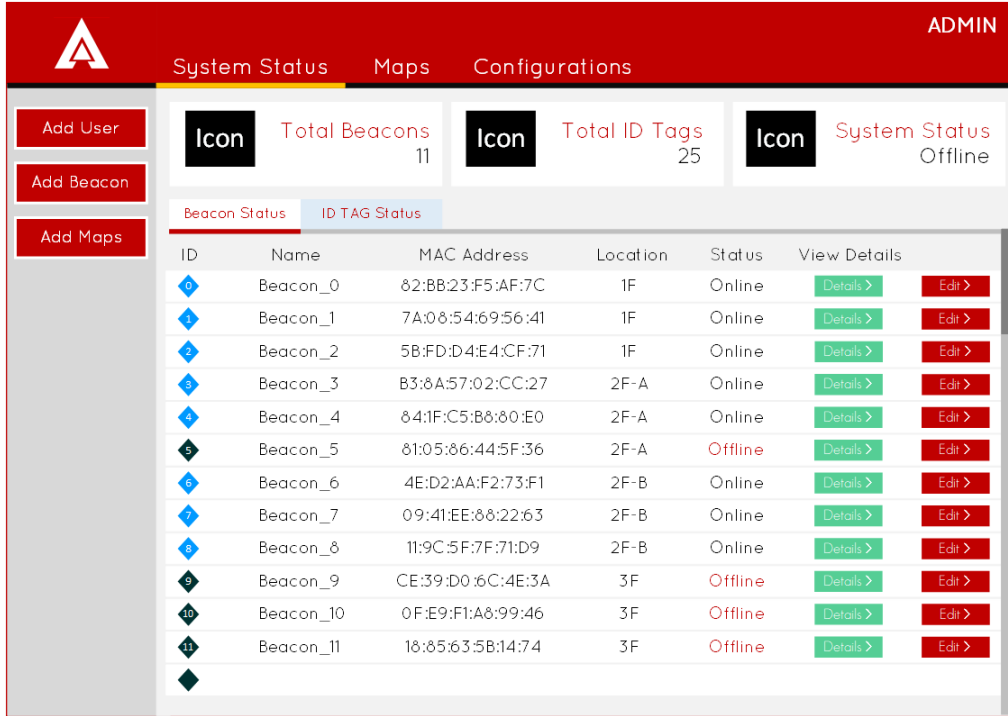 ADMIN
System Status Maps Configurations
Add User
Add Beacon
Add Maps
Icon Total Beacons 11
Icon Total ID Tags 25
Icon System Status Offline
Beacon Status ID TAG Status
ID Name MAC Address Location Status View Details
0 Beacon_0 82:BB:23:F5:AF:7C 1F Online Details > Edit >
1 Beacon_1 7A:08:54:69:56:41 1F Online Details > Edit >
2 Beacon_2 5B:FD:D4:E4:CF:71 1F Online Details > Edit >
3 Beacon_3 B3:8A:57:02:CC:27 2F-A Online Details > Edit >
4 Beacon_4 84:1F:C5:B8:80:E0 2F-A Online Details > Edit >
5 Beacon_5 81:05:86:44:5F:36 2F-A Offline Details > Edit >
6 Beacon_6 4E:D2:AA:F2:73:F1 2F-B Online Details > Edit >
7 Beacon_7 09:41:EE:88:22:63 2F-B Online Details > Edit >
8 Beacon_8 11:9C:5F:7F:71:D9 2F-B Online Details > Edit >
9 Beacon_9 CE:39:D0:6C:4E:3A 3F Offline Details > Edit >
10 Beacon_10 0F:E9:F1:A8:99:46 3F Offline Details > Edit >
11 Beacon_11 18:85:63:5B:14:74 3F Offline Details > Edit >